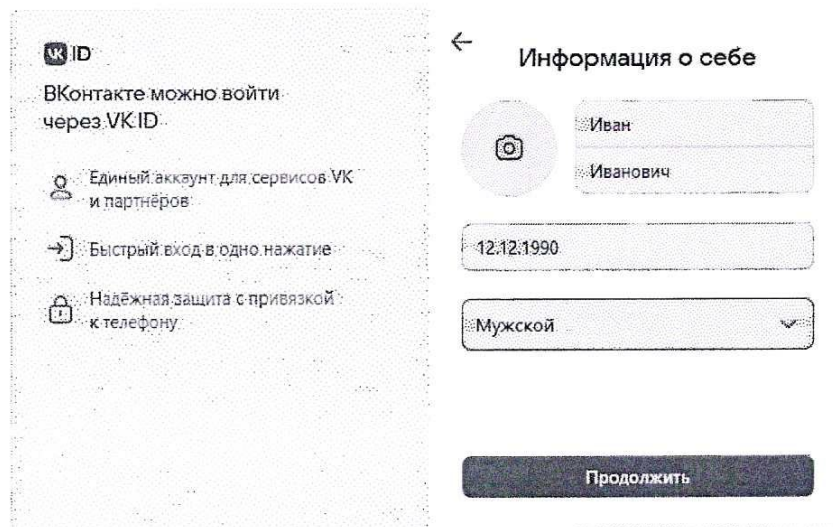 VK ID
ВКонтакте можно войти
через VK ID
Единый аккаунт для сервисов VK
и партнёров
Быстрый вход в одно нажатие
Надёжная защита с привязкой
к телефону
Информация о себе
Иван
Иванович
12.12.1990
Мужской
Продолжить